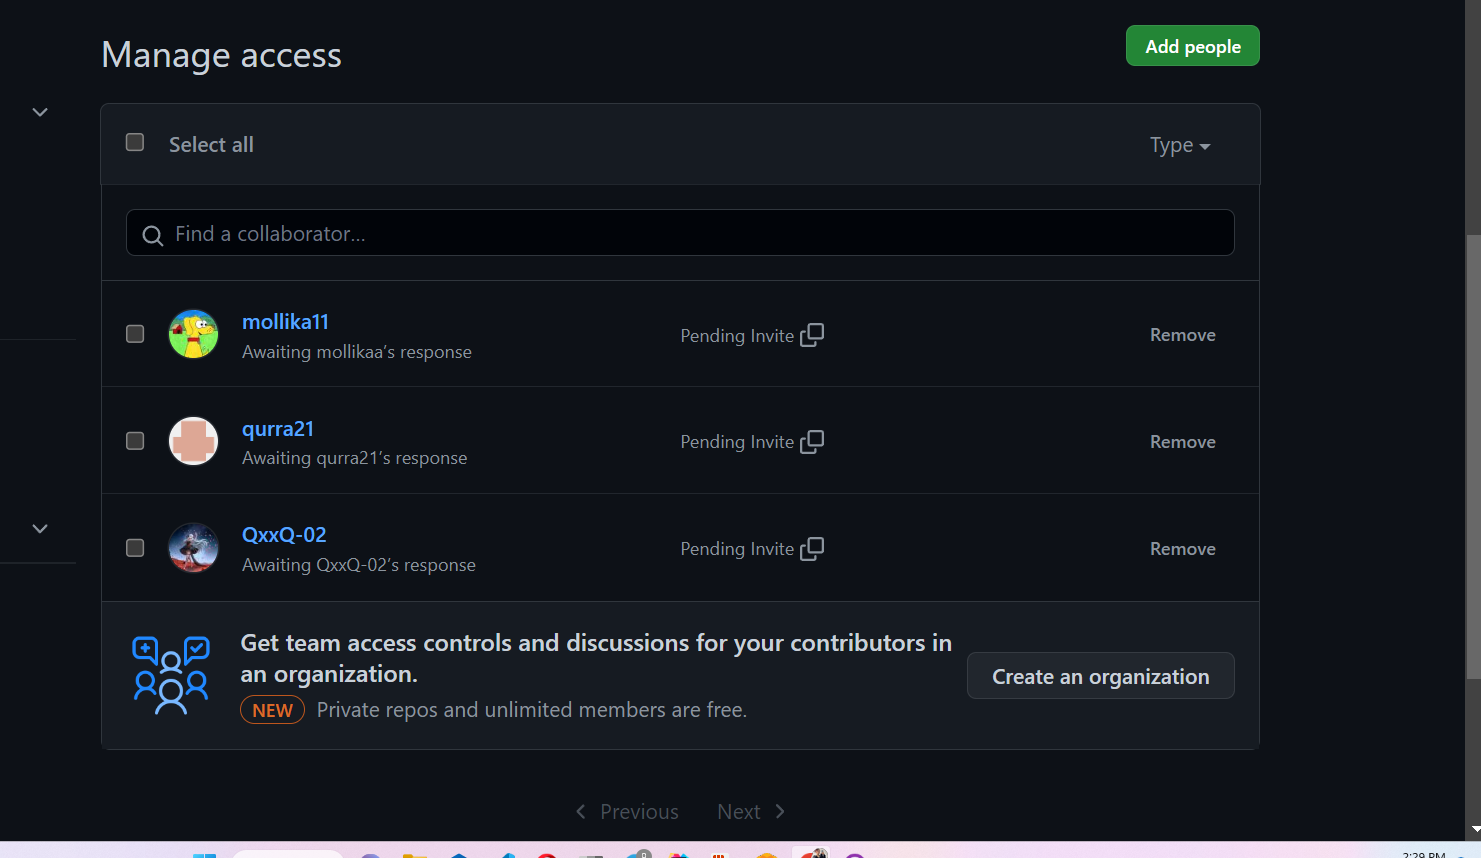 Manage access
Add people
Select all
Type
Find a collaborator...
mollika11
Awaiting mollikaa's response
Pending Invite
Remove
qurra21
Awaiting qurra21's response
Pending Invite
Remove
QxxQ-02
Awaiting QxxQ-02's response
Pending Invite
Remove
Get team access controls and discussions for your contributors in
an organization.
NEW Private repos and unlimited members are free.
Create an organization
Previous
Next
2:29 PM